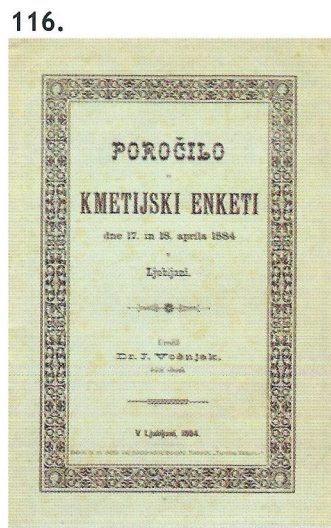 116.
POROČILO
o
KMETIJSKI ENKETI
dne 17. in 18. aprila 1884
v
Ljubljani.
Uredil
Dr. J. Vošnjak,
V Ljubljani, 1884.